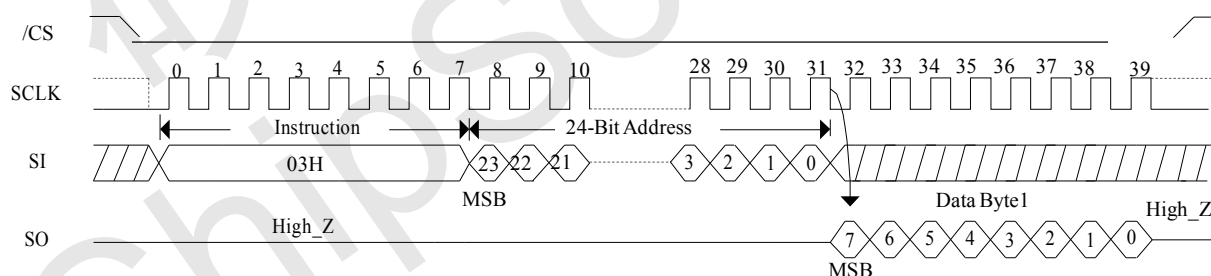 /CS
0 1 2 3 4 5 6 7 8 9 10 28 29 30 31 32 33 34 35 36 37 38 39
SCLK
Instruction 24-Bit Address
SI 03H 23 22 21 3 2 1 0
MSB Data Byte1
High_Z High_Z
SO 7 6 5 4 3 2 1 0
MSB